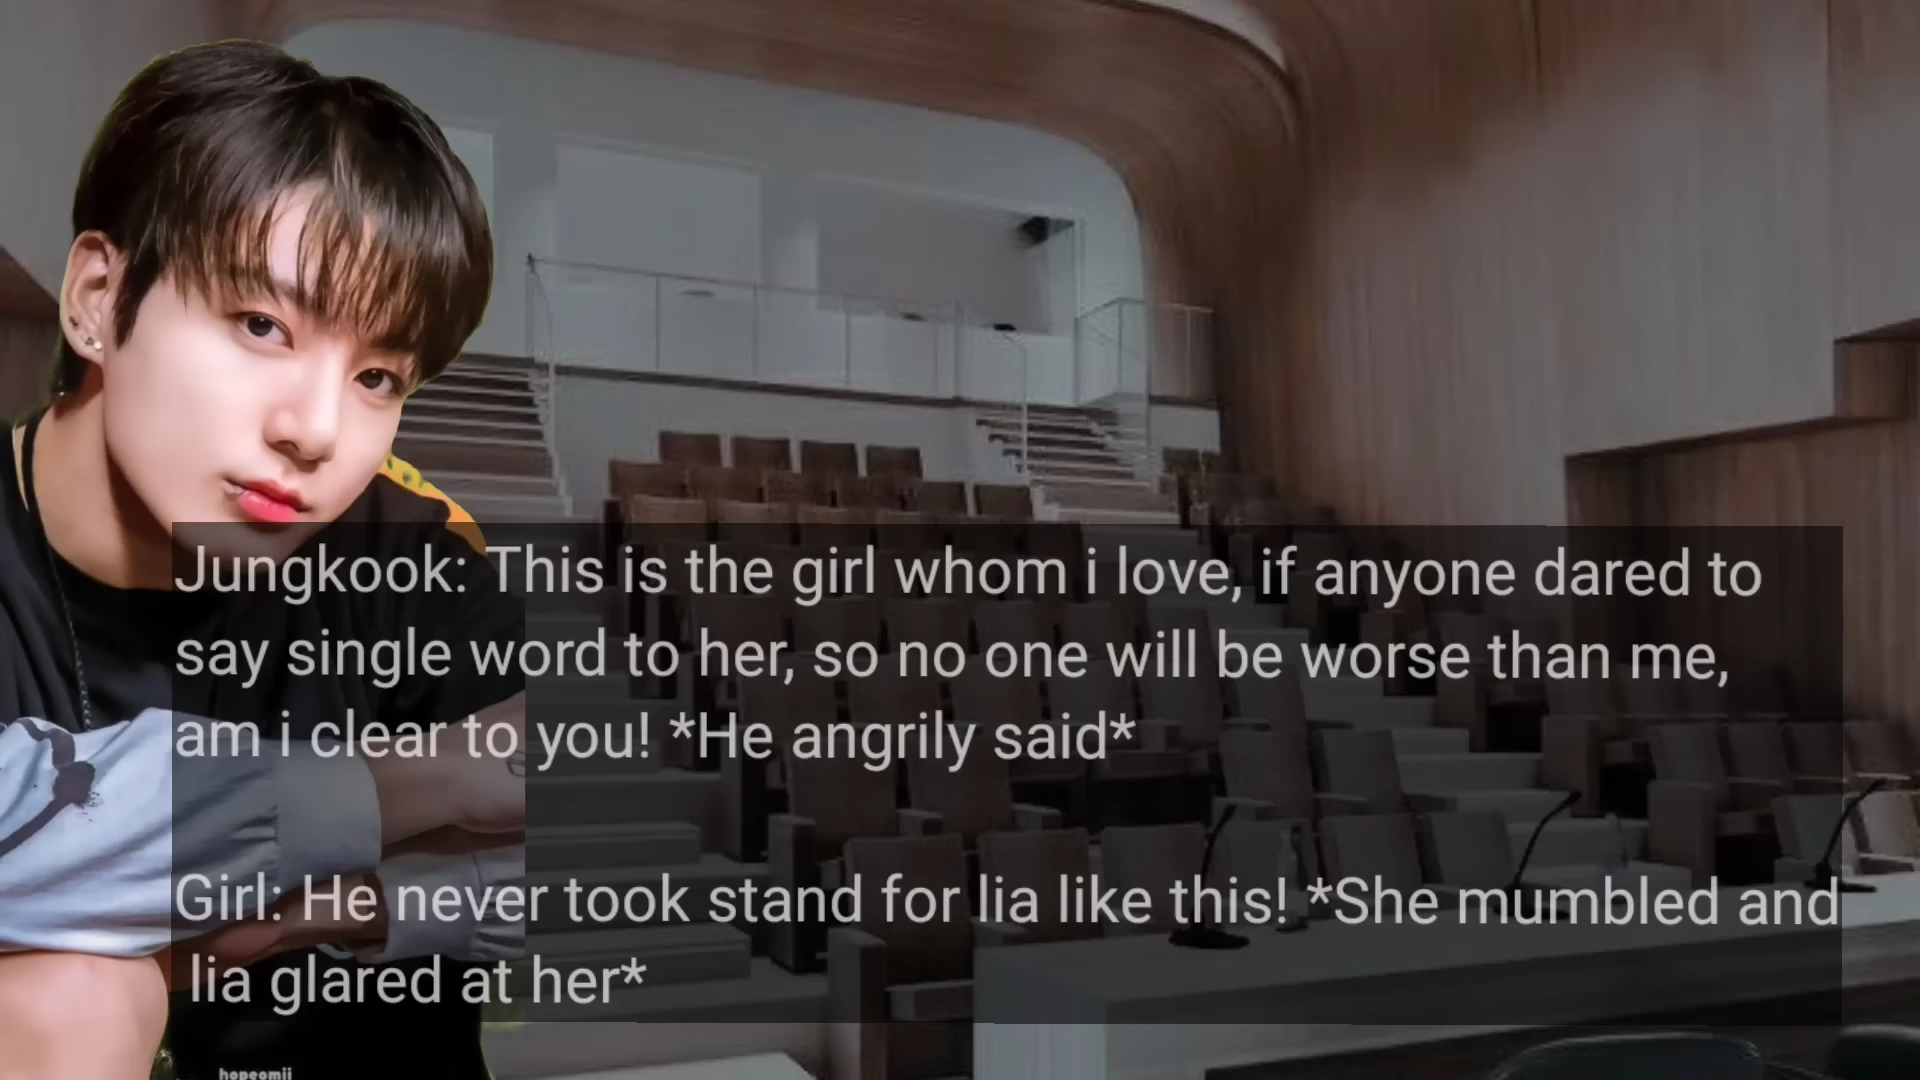 Jungkook: This is the girl whom i love, if anyone dared to
say single word to her, so no one will be worse than me,
am i clear to you! *He angrily said*
Girl: He never took stand for lia like this! *She mumbled and
lia glared at her*
hopeomii